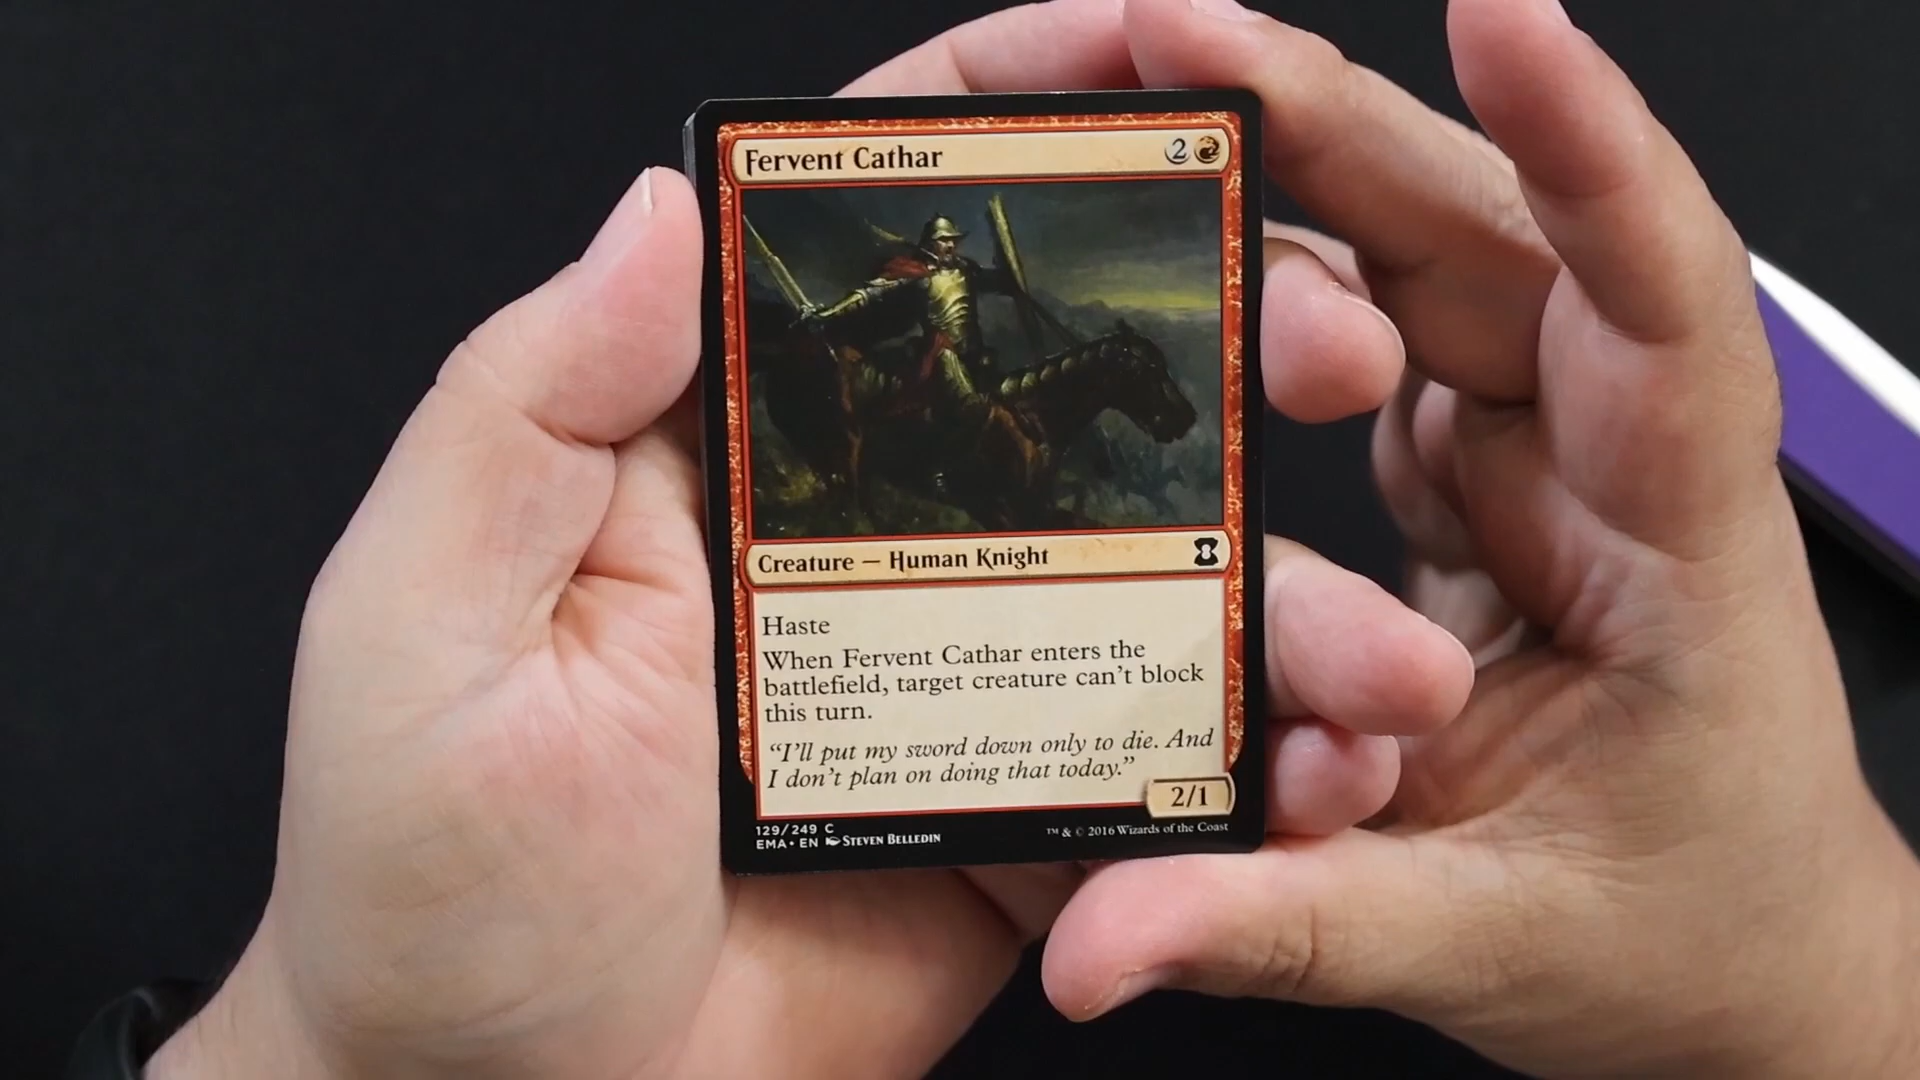 Fervent Cathar 2
Creature — Human Knight
Haste
When Fervent Cathar enters the
battlefield, target creature can't block
this turn.
“I'll put my sword down only to die. And
I don't plan on doing that today.”
2/1
129/249 C
EMA • EN STEVEN BELLEDIN
™ & © 2016 Wizards of the Coast